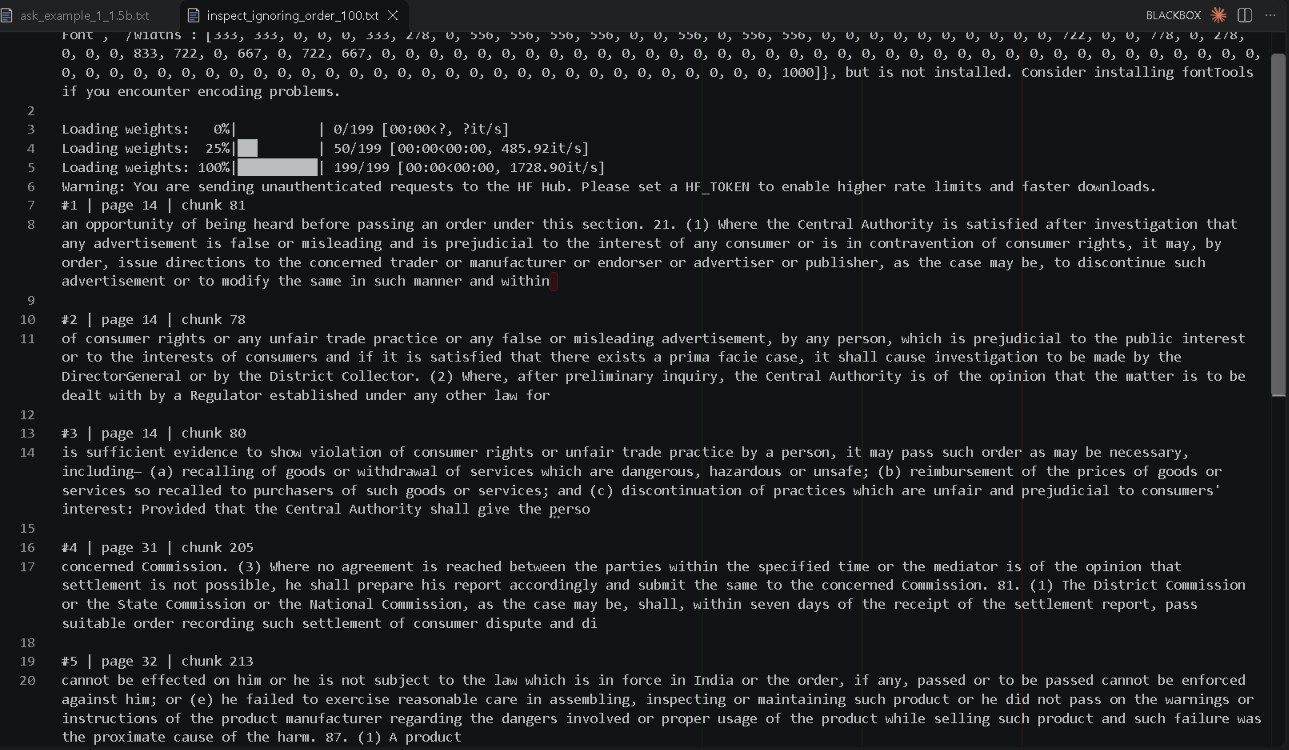 ask_example_1_1.5b.txt
inspect_ignoring_order_100.txt
BLACKBOX
Font', '/Widths': [333, 333, 0, 0, 0, 333, 278, 0, 556, 556, 556, 556, 0, 0, 556, 0, 556, 556, 0, 0, 0, 0, 0, 0, 0, 0, 0, 0, 722, 0, 0, 778, 0, 278,
0, 0, 0, 833, 722, 0, 667, 0, 722, 667, 0, 0, 0, 0, 0, 0, 0, 0, 0, 0, 0, 0, 0, 0, 0, 0, 0, 0, 0, 0, 0, 0, 0, 0, 0, 0, 0, 0, 0, 0, 0, 0, 0, 0, 0, 0,
0, 0, 0, 0, 0, 0, 0, 0, 0, 0, 0, 0, 0, 0, 0, 0, 0, 0, 0, 0, 0, 0, 0, 0, 0, 0, 0, 0, 0, 0, 1000]}, but is not installed. Consider installing fontTools
if you encounter encoding problems.
2
3 Loading weights:   0%|          | 0/199 [00:00<?, ?it/s]
4 Loading weights:  25%|██        | 50/199 [00:00<00:00, 485.92it/s]
5 Loading weights: 100%|██████████| 199/199 [00:00<00:00, 1728.90it/s]
6 Warning: You are sending unauthenticated requests to the HF Hub. Please set a HF_TOKEN to enable higher rate limits and faster downloads.
7 #1 | page 14 | chunk 81
8 an opportunity of being heard before passing an order under this section. 21. (1) Where the Central Authority is satisfied after investigation that
any advertisement is false or misleading and is prejudicial to the interest of any consumer or is in contravention of consumer rights, it may, by
order, issue directions to the concerned trader or manufacturer or endorser or advertiser or publisher, as the case may be, to discontinue such
advertisement or to modify the same in such manner and within
9
10 #2 | page 14 | chunk 78
11 of consumer rights or any unfair trade practice or any false or misleading advertisement, by any person, which is prejudicial to the public interest
or to the interests of consumers and if it is satisfied that there exists a prima facie case, it shall cause investigation to be made by the
DirectorGeneral or by the District Collector. (2) Where, after preliminary inquiry, the Central Authority is of the opinion that the matter is to be
dealt with by a Regulator established under any other law for
12
13 #3 | page 14 | chunk 80
14 is sufficient evidence to show violation of consumer rights or unfair trade practice by a person, it may pass such order as may be necessary,
including— (a) recalling of goods or withdrawal of services which are dangerous, hazardous or unsafe; (b) reimbursement of the prices of goods or
services so recalled to purchasers of such goods or services; and (c) discontinuation of practices which are unfair and prejudicial to consumers'
interest: Provided that the Central Authority shall give the perso
15
16 #4 | page 31 | chunk 205
17 concerned Commission. (3) Where no agreement is reached between the parties within the specified time or the mediator is of the opinion that
settlement is not possible, he shall prepare his report accordingly and submit the same to the concerned Commission. 81. (1) The District Commission
or the State Commission or the National Commission, as the case may be, shall, within seven days of the receipt of the settlement report, pass
suitable order recording such settlement of consumer dispute and di
18
19 #5 | page 32 | chunk 213
20 cannot be effected on him or he is not subject to the law which is in force in India or the order, if any, passed or to be passed cannot be enforced
against him; or (e) he failed to exercise reasonable care in assembling, inspecting or maintaining such product or he did not pass on the warnings or
instructions of the product manufacturer regarding the dangers involved or proper usage of the product while selling such product and such failure was
the proximate cause of the harm. 87. (1) A product